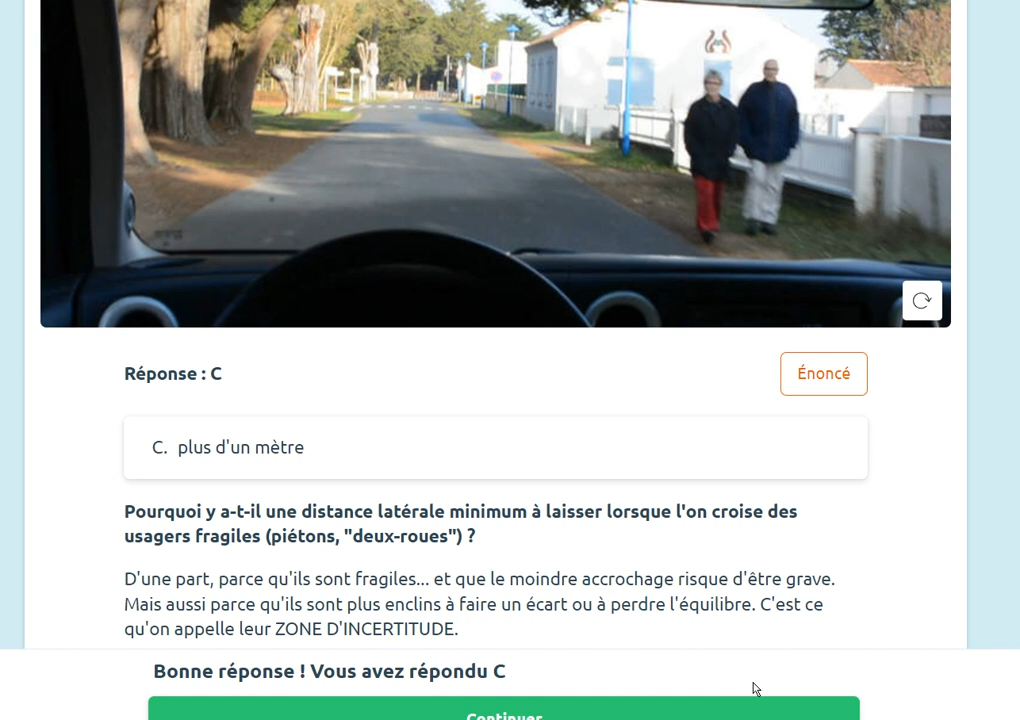 Réponse : C
Énoncé
C. plus d'un mètre
Pourquoi y a-t-il une distance latérale minimum à laisser lorsque l'on croise des
usagers fragiles (piétons, "deux-roues") ?
D'une part, parce qu'ils sont fragiles... et que le moindre accrochage risque d'être grave.
Mais aussi parce qu'ils sont plus enclins à faire un écart ou à perdre l'équilibre. C'est ce
qu'on appelle leur ZONE D'INCERTITUDE.
Bonne réponse ! Vous avez répondu C
Continuer